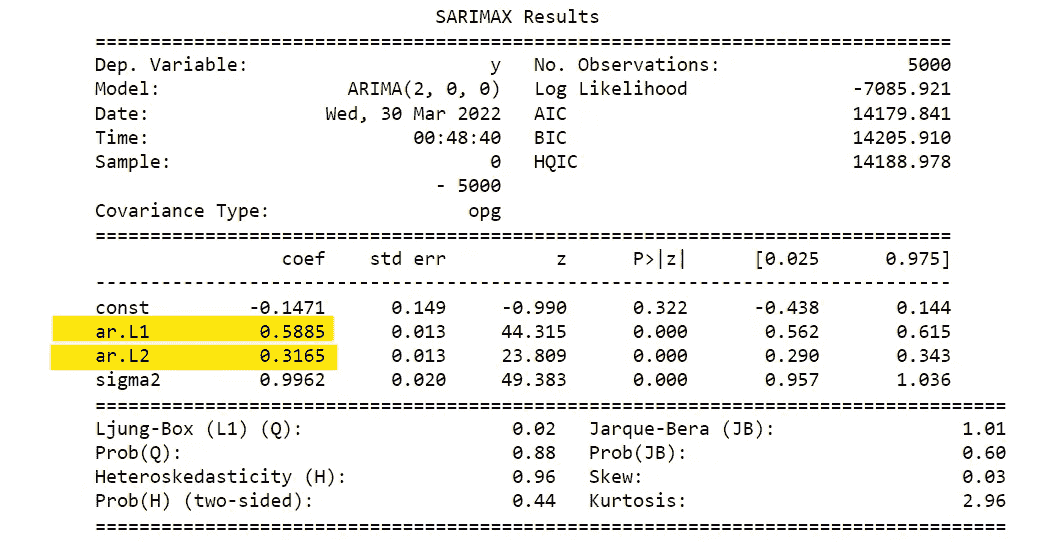 SARIMAX Results
==============================================================================
Dep. Variable: y No. Observations: 5000
Model: ARIMA(2, 0, 0) Log Likelihood -7085.921
Date: Wed, 30 Mar 2022 AIC 14179.841
Time: 00:48:40 BIC 14205.910
Sample: 0 HQIC 14188.978
- 5000
Covariance Type: opg
==============================================================================
coef std err z P>|z| [0.025 0.975]
------------------------------------------------------------------------------
const -0.1471 0.149 -0.990 0.322 -0.438 0.144
ar.L1 0.5885 0.013 44.315 0.000 0.562 0.615
ar.L2 0.3165 0.013 23.809 0.000 0.290 0.343
sigma2 0.9962 0.020 49.383 0.000 0.957 1.036
===================================================================================
Ljung-Box (L1) (Q): 0.02 Jarque-Bera (JB): 1.01
Prob(Q): 0.88 Prob(JB): 0.60
Heteroskedasticity (H): 0.96 Skew: 0.03
Prob(H) (two-sided): 0.44 Kurtosis: 2.96
===================================================================================